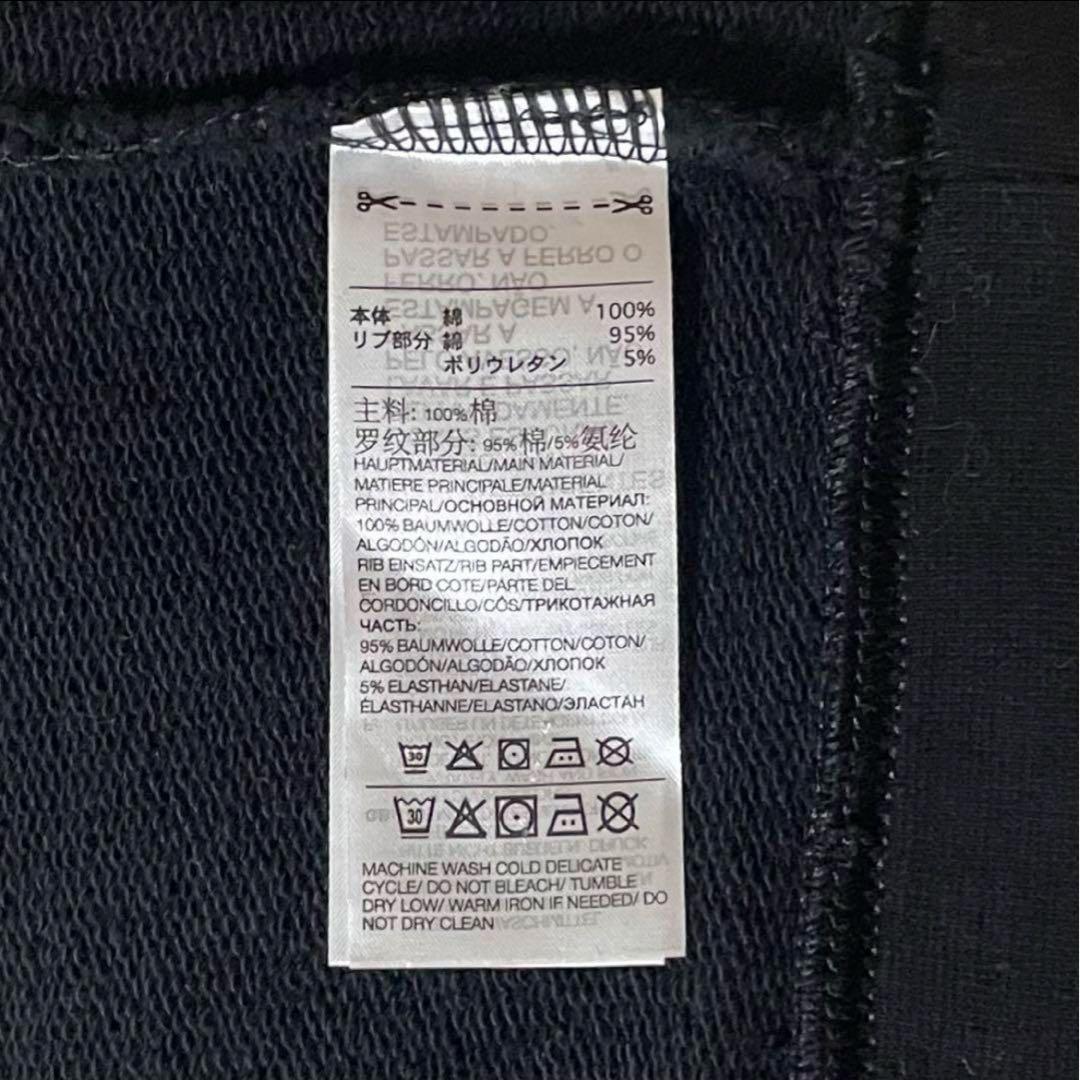 本体 綿 100%
リブ部分 綿 95%
ポリウレタン 5%
主料: 100%棉
罗纹部分: 95%棉/5%氨纶
HAUPTMATERIAL/MAIN MATERIAL/
MATIERE PRINCIPALE/MATERIAL
PRINCIPAL/ОСНОВНОЙ МАТЕРИАЛ:
100% BAUMWOLLE/COTTON/COTON/
ALGODÓN/ALGODÃO/ХЛОПОК
RIB EINSATZ/RIB PART/EMPIECEMENT
EN BORD COTE/PARTE DEL
CORDONCILLO/CÓS/ТРИКОТАЖНАЯ
ЧАСТЬ:
95% BAUMWOLLE/COTTON/COTON/
ALGODÓN/ALGODÃO/ХЛОПОК
5% ELASTHAN/ELASTANE/
ÉLASTHANNE/ELASTANO/ЭЛАСТАН
30
30
MACHINE WASH COLD DELICATE
CYCLE/ DO NOT BLEACH/ TUMBLE
DRY LOW/ WARM IRON IF NEEDED/ DO
NOT DRY CLEAN